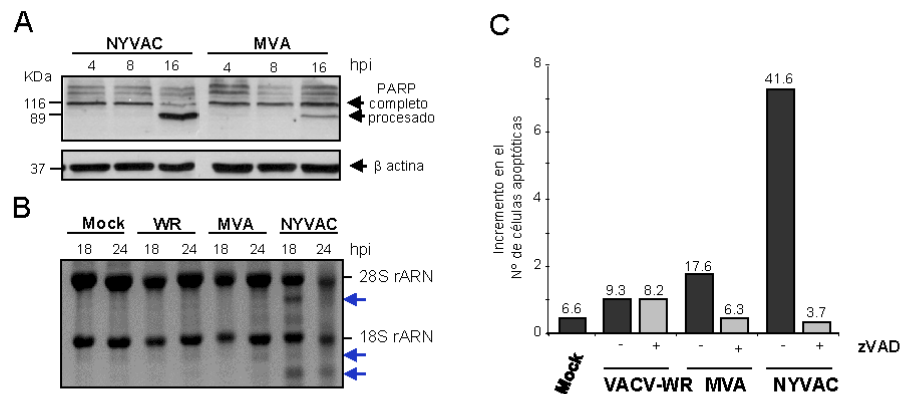 A
NYVAC MVA
4 8 16 4 8 16 hpi
KDa
PARP
116 completo
89 procesado
37 β actina
B
Mock WR MVA NYVAC
18 24 18 24 18 24 18 24 hpi
28S rARN
18S rARN
C
Incremento en el
Nº de células apoptóticas
8
6
4
2
0
6.6 9.3 8.2 17.6 6.3 41.6 3.7
- + - + - + zVAD
Mock VACV-WR MVA NYVAC